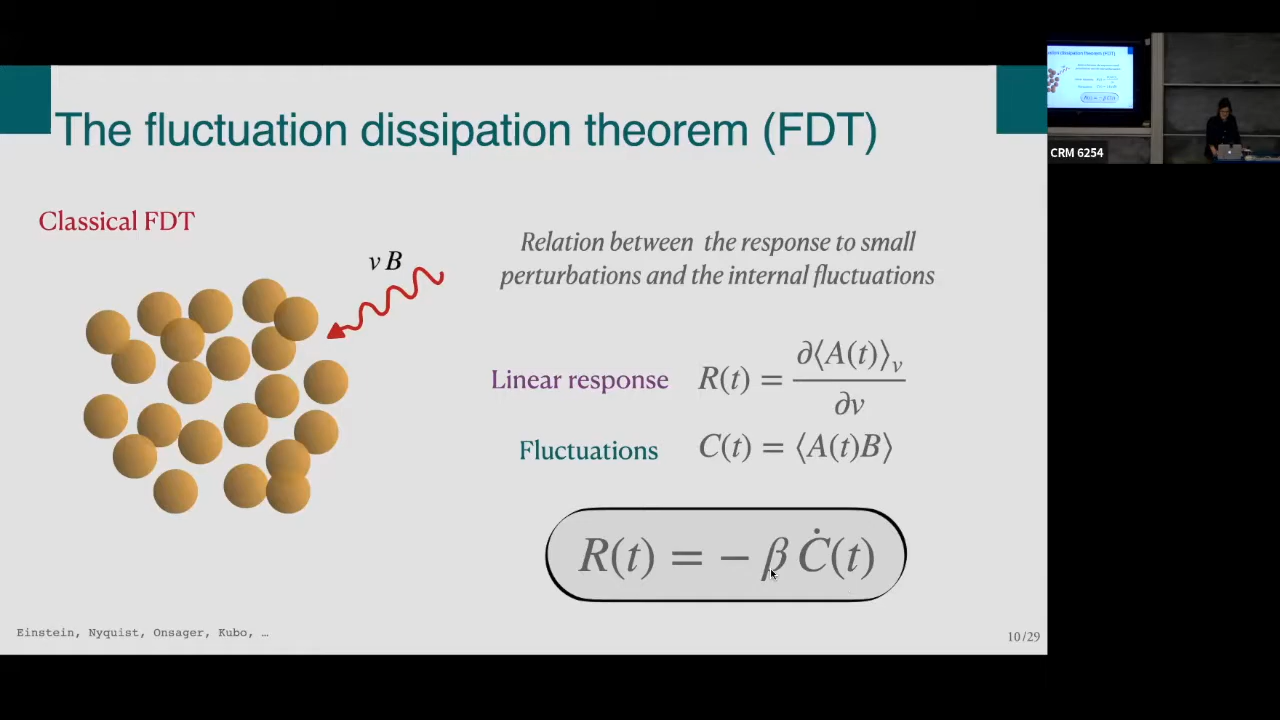 The fluctuation dissipation theorem (FDT)
Classical FDT
v B
Relation between the response to small
perturbations and the internal fluctuations
Linear response R(t) = ∂⟨A(t)⟩ᵥ / ∂v
Fluctuations C(t) = ⟨A(t)B⟩
R(t) = − β Ċ(t)
Einstein, Nyquist, Onsager, Kubo, …
10/29
CRM 6254